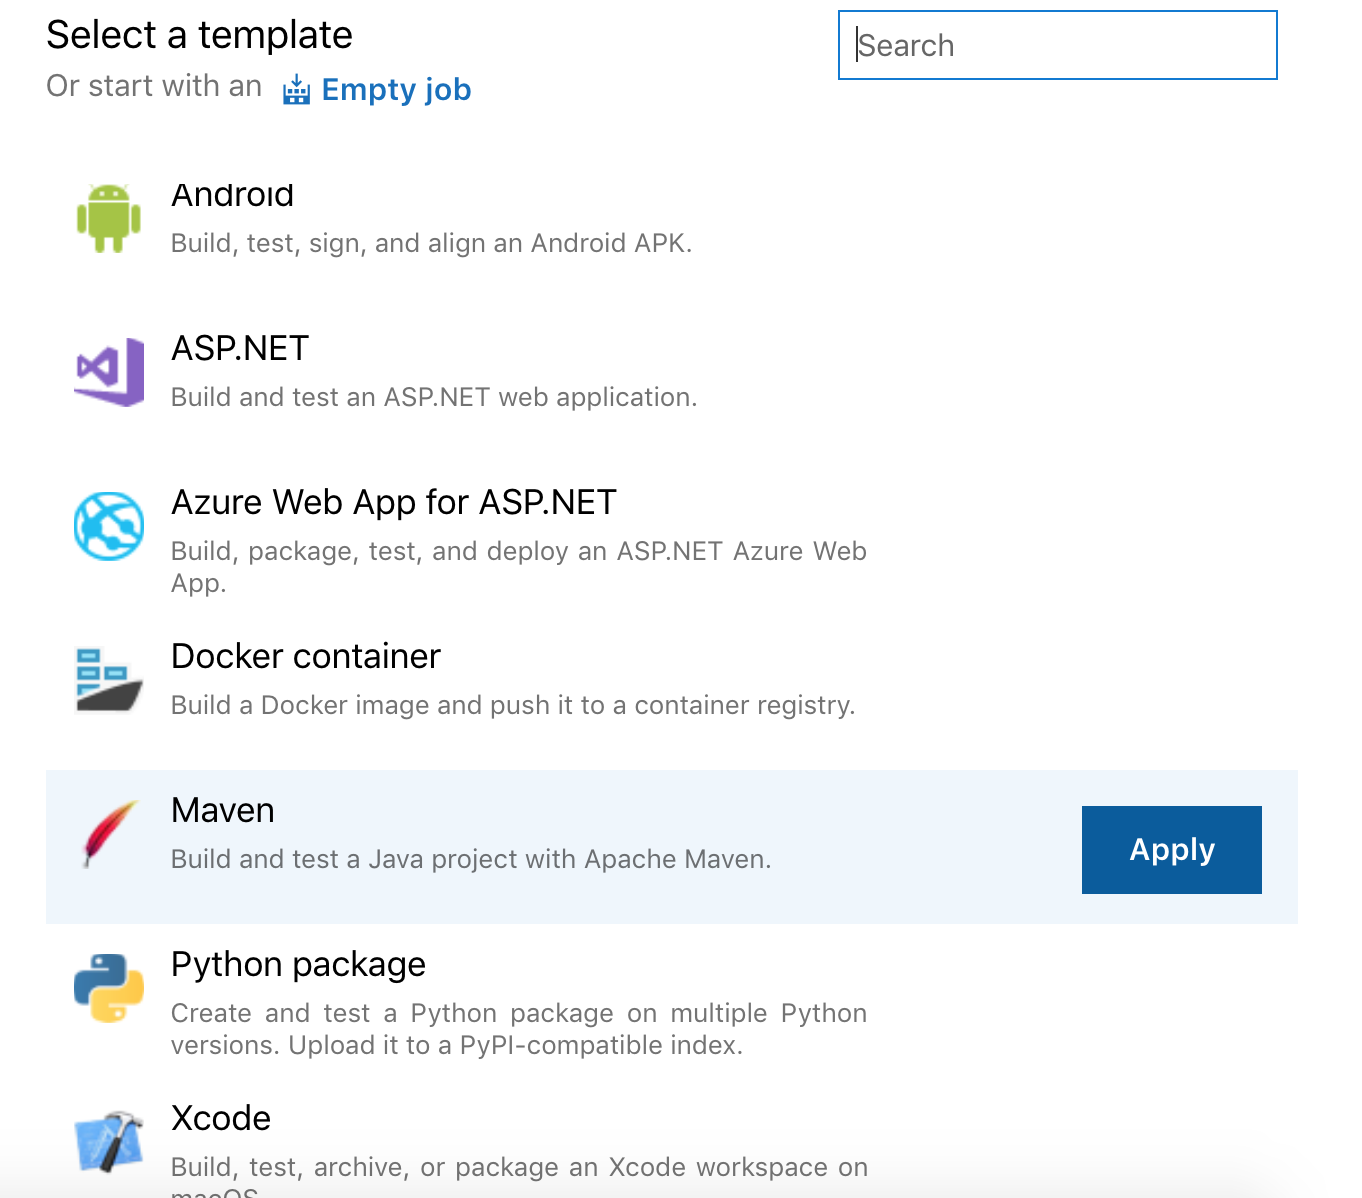 Select a template
Search
Or start with an Empty job
Android
Build, test, sign, and align an Android APK.
ASP.NET
Build and test an ASP.NET web application.
Azure Web App for ASP.NET
Build, package, test, and deploy an ASP.NET Azure Web
App.
Docker container
Build a Docker image and push it to a container registry.
Maven
Build and test a Java project with Apache Maven.
Apply
Python package
Create and test a Python package on multiple Python
versions. Upload it to a PyPI-compatible index.
Xcode
Build, test, archive, or package an Xcode workspace on
macOS.